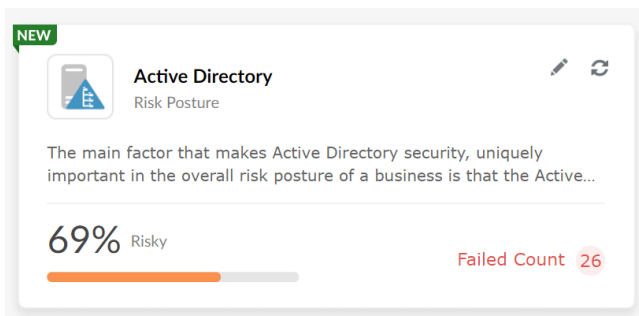 NEW
Active Directory
Risk Posture
The main factor that makes Active Directory security, uniquely
important in the overall risk posture of a business is that the Active...
69% Risky
Failed Count 26